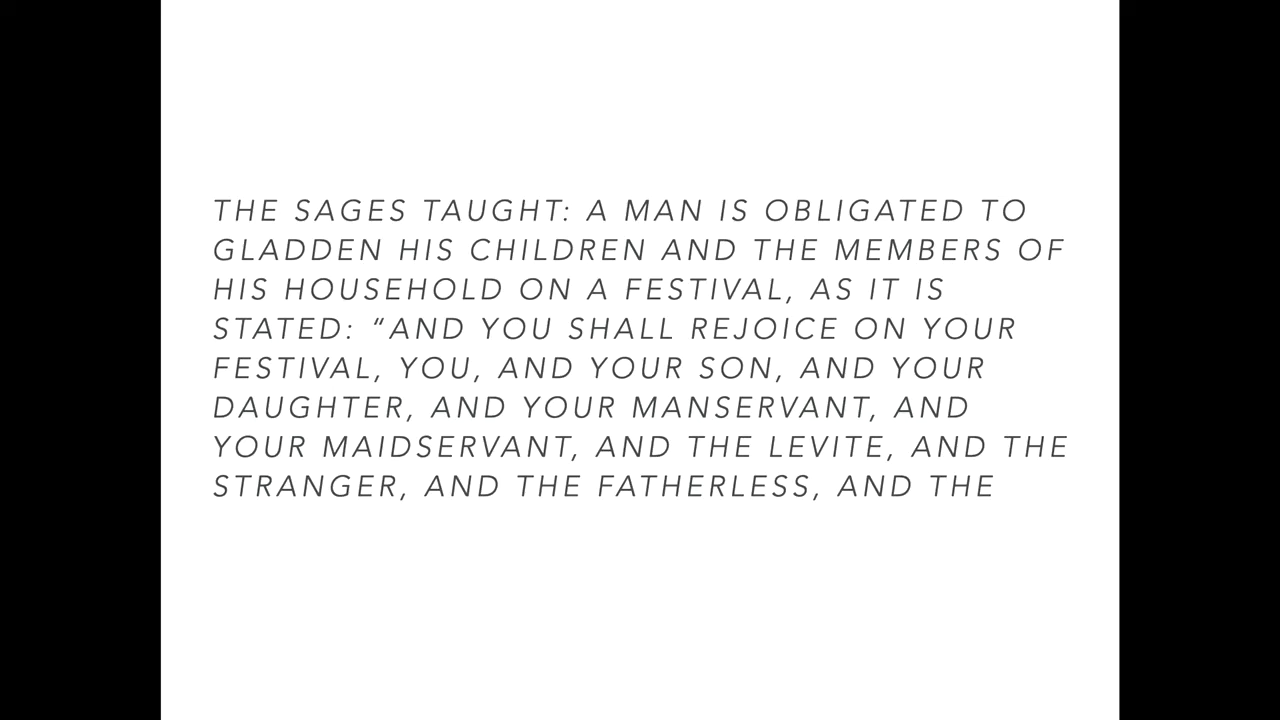 THE SAGES TAUGHT: A MAN IS OBLIGATED TO
GLADDEN HIS CHILDREN AND THE MEMBERS OF
HIS HOUSEHOLD ON A FESTIVAL, AS IT IS
STATED: “AND YOU SHALL REJOICE ON YOUR
FESTIVAL, YOU, AND YOUR SON, AND YOUR
DAUGHTER, AND YOUR MANSERVANT, AND
YOUR MAIDSERVANT, AND THE LEVITE, AND THE
STRANGER, AND THE FATHERLESS, AND THE